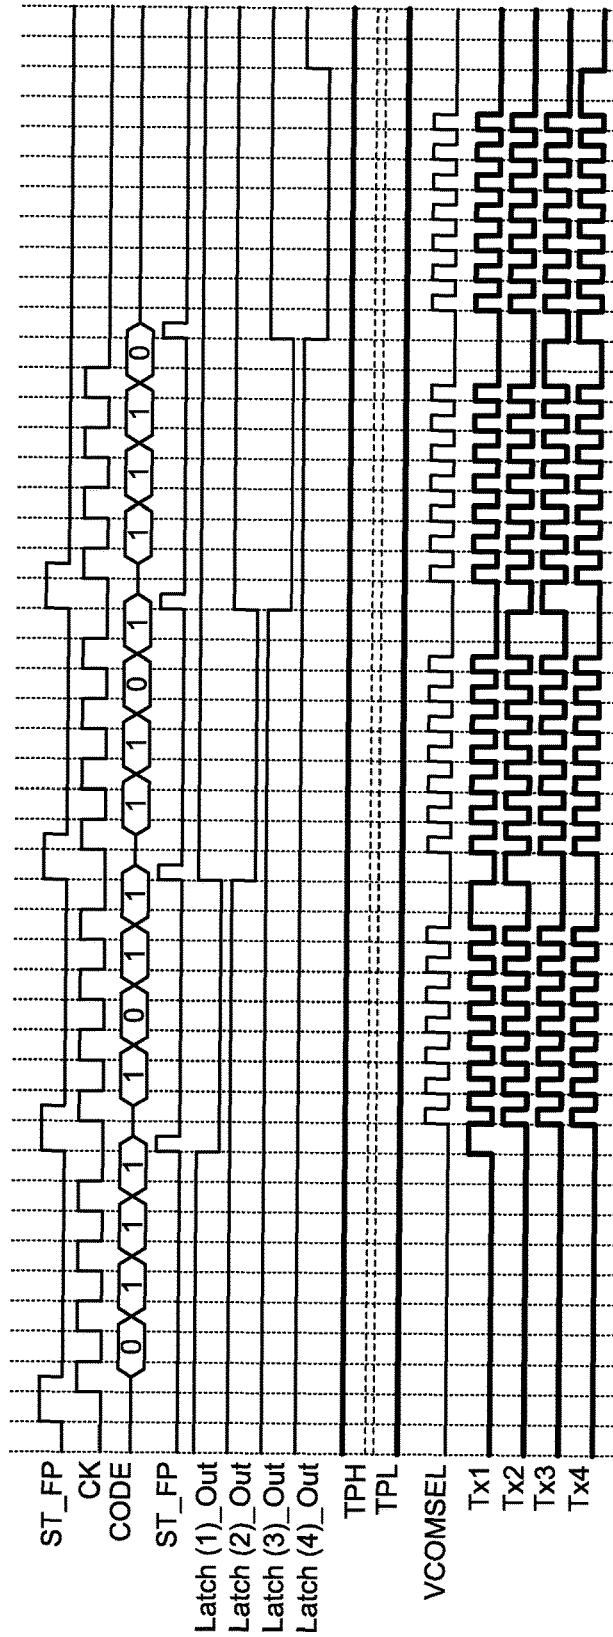 ST_FP
CK
CODE 0 1 1 1 1 0 1 1 1 1 0 1 1 1 1 0
ST_FP
Latch (1)_Out
Latch (2)_Out
Latch (3)_Out
Latch (4)_Out
TPH
TPL
VCOMSEL
Tx1
Tx2
Tx3
Tx4